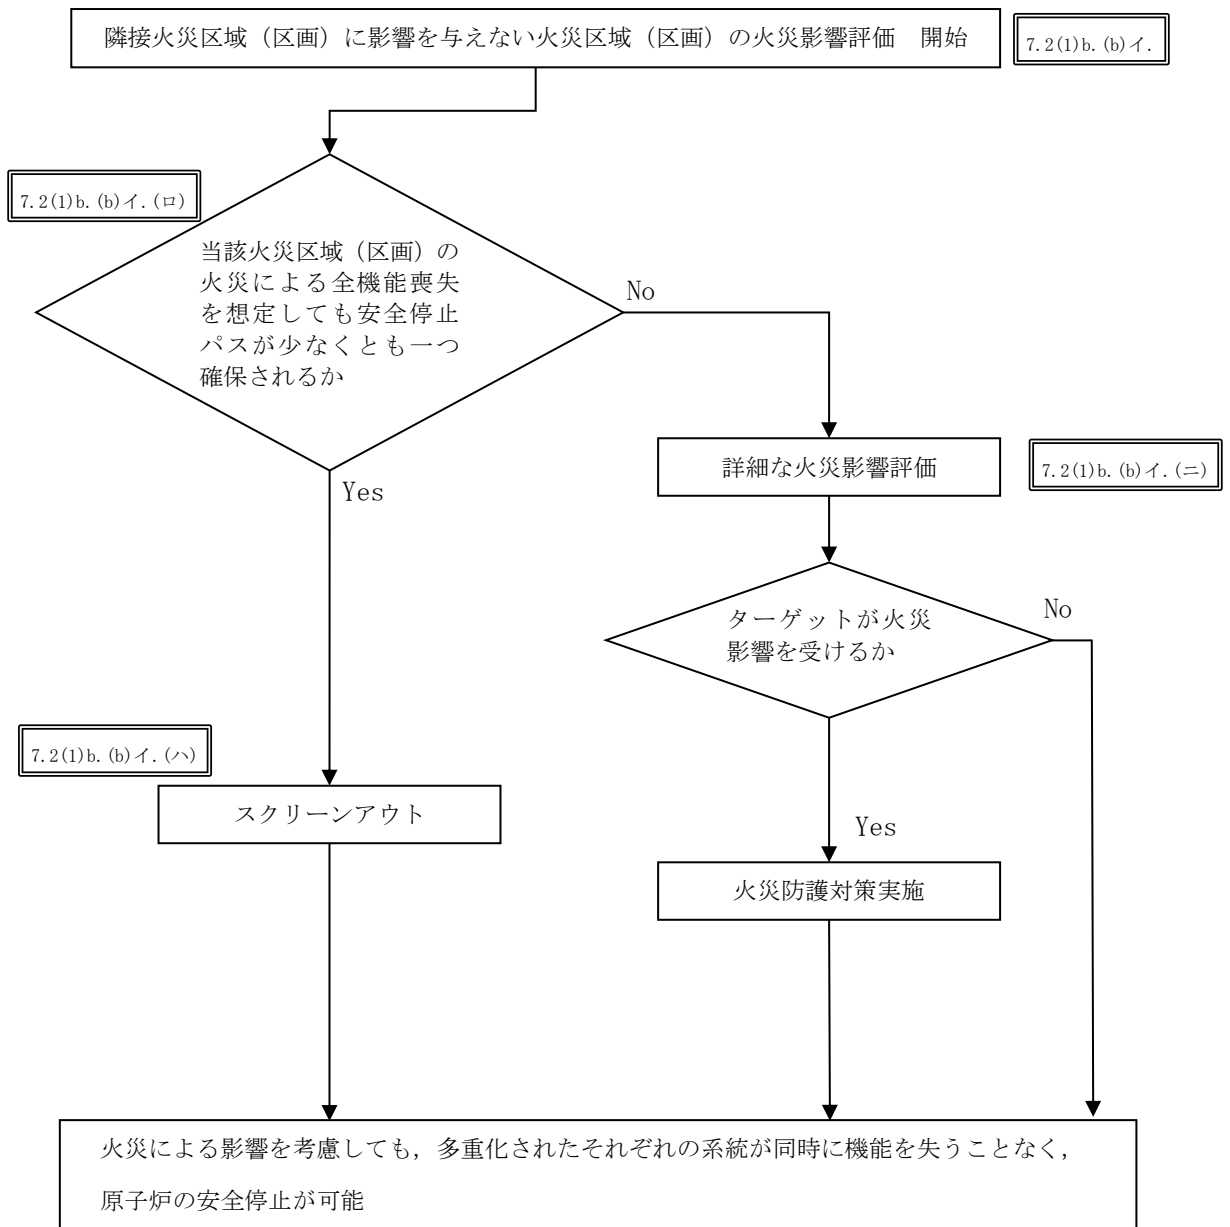 隣接火災区域（区画）に影響を与えない火災区域（区画）の火災影響評価　開始
7.2(1)b.(b)イ.
7.2(1)b.(b)イ.(ロ)
当該火災区域（区画）の
火災による全機能喪失
を想定しても安全停止
パスが少なくとも一つ
確保されるか
No
Yes
詳細な火災影響評価
7.2(1)b.(b)イ.(ニ)
ターゲットが火災
影響を受けるか
No
7.2(1)b.(b)イ.(ハ)
スクリーンアウト
Yes
火災防護対策実施
火災による影響を考慮しても，多重化されたそれぞれの系統が同時に機能を失うことなく，
原子炉の安全停止が可能